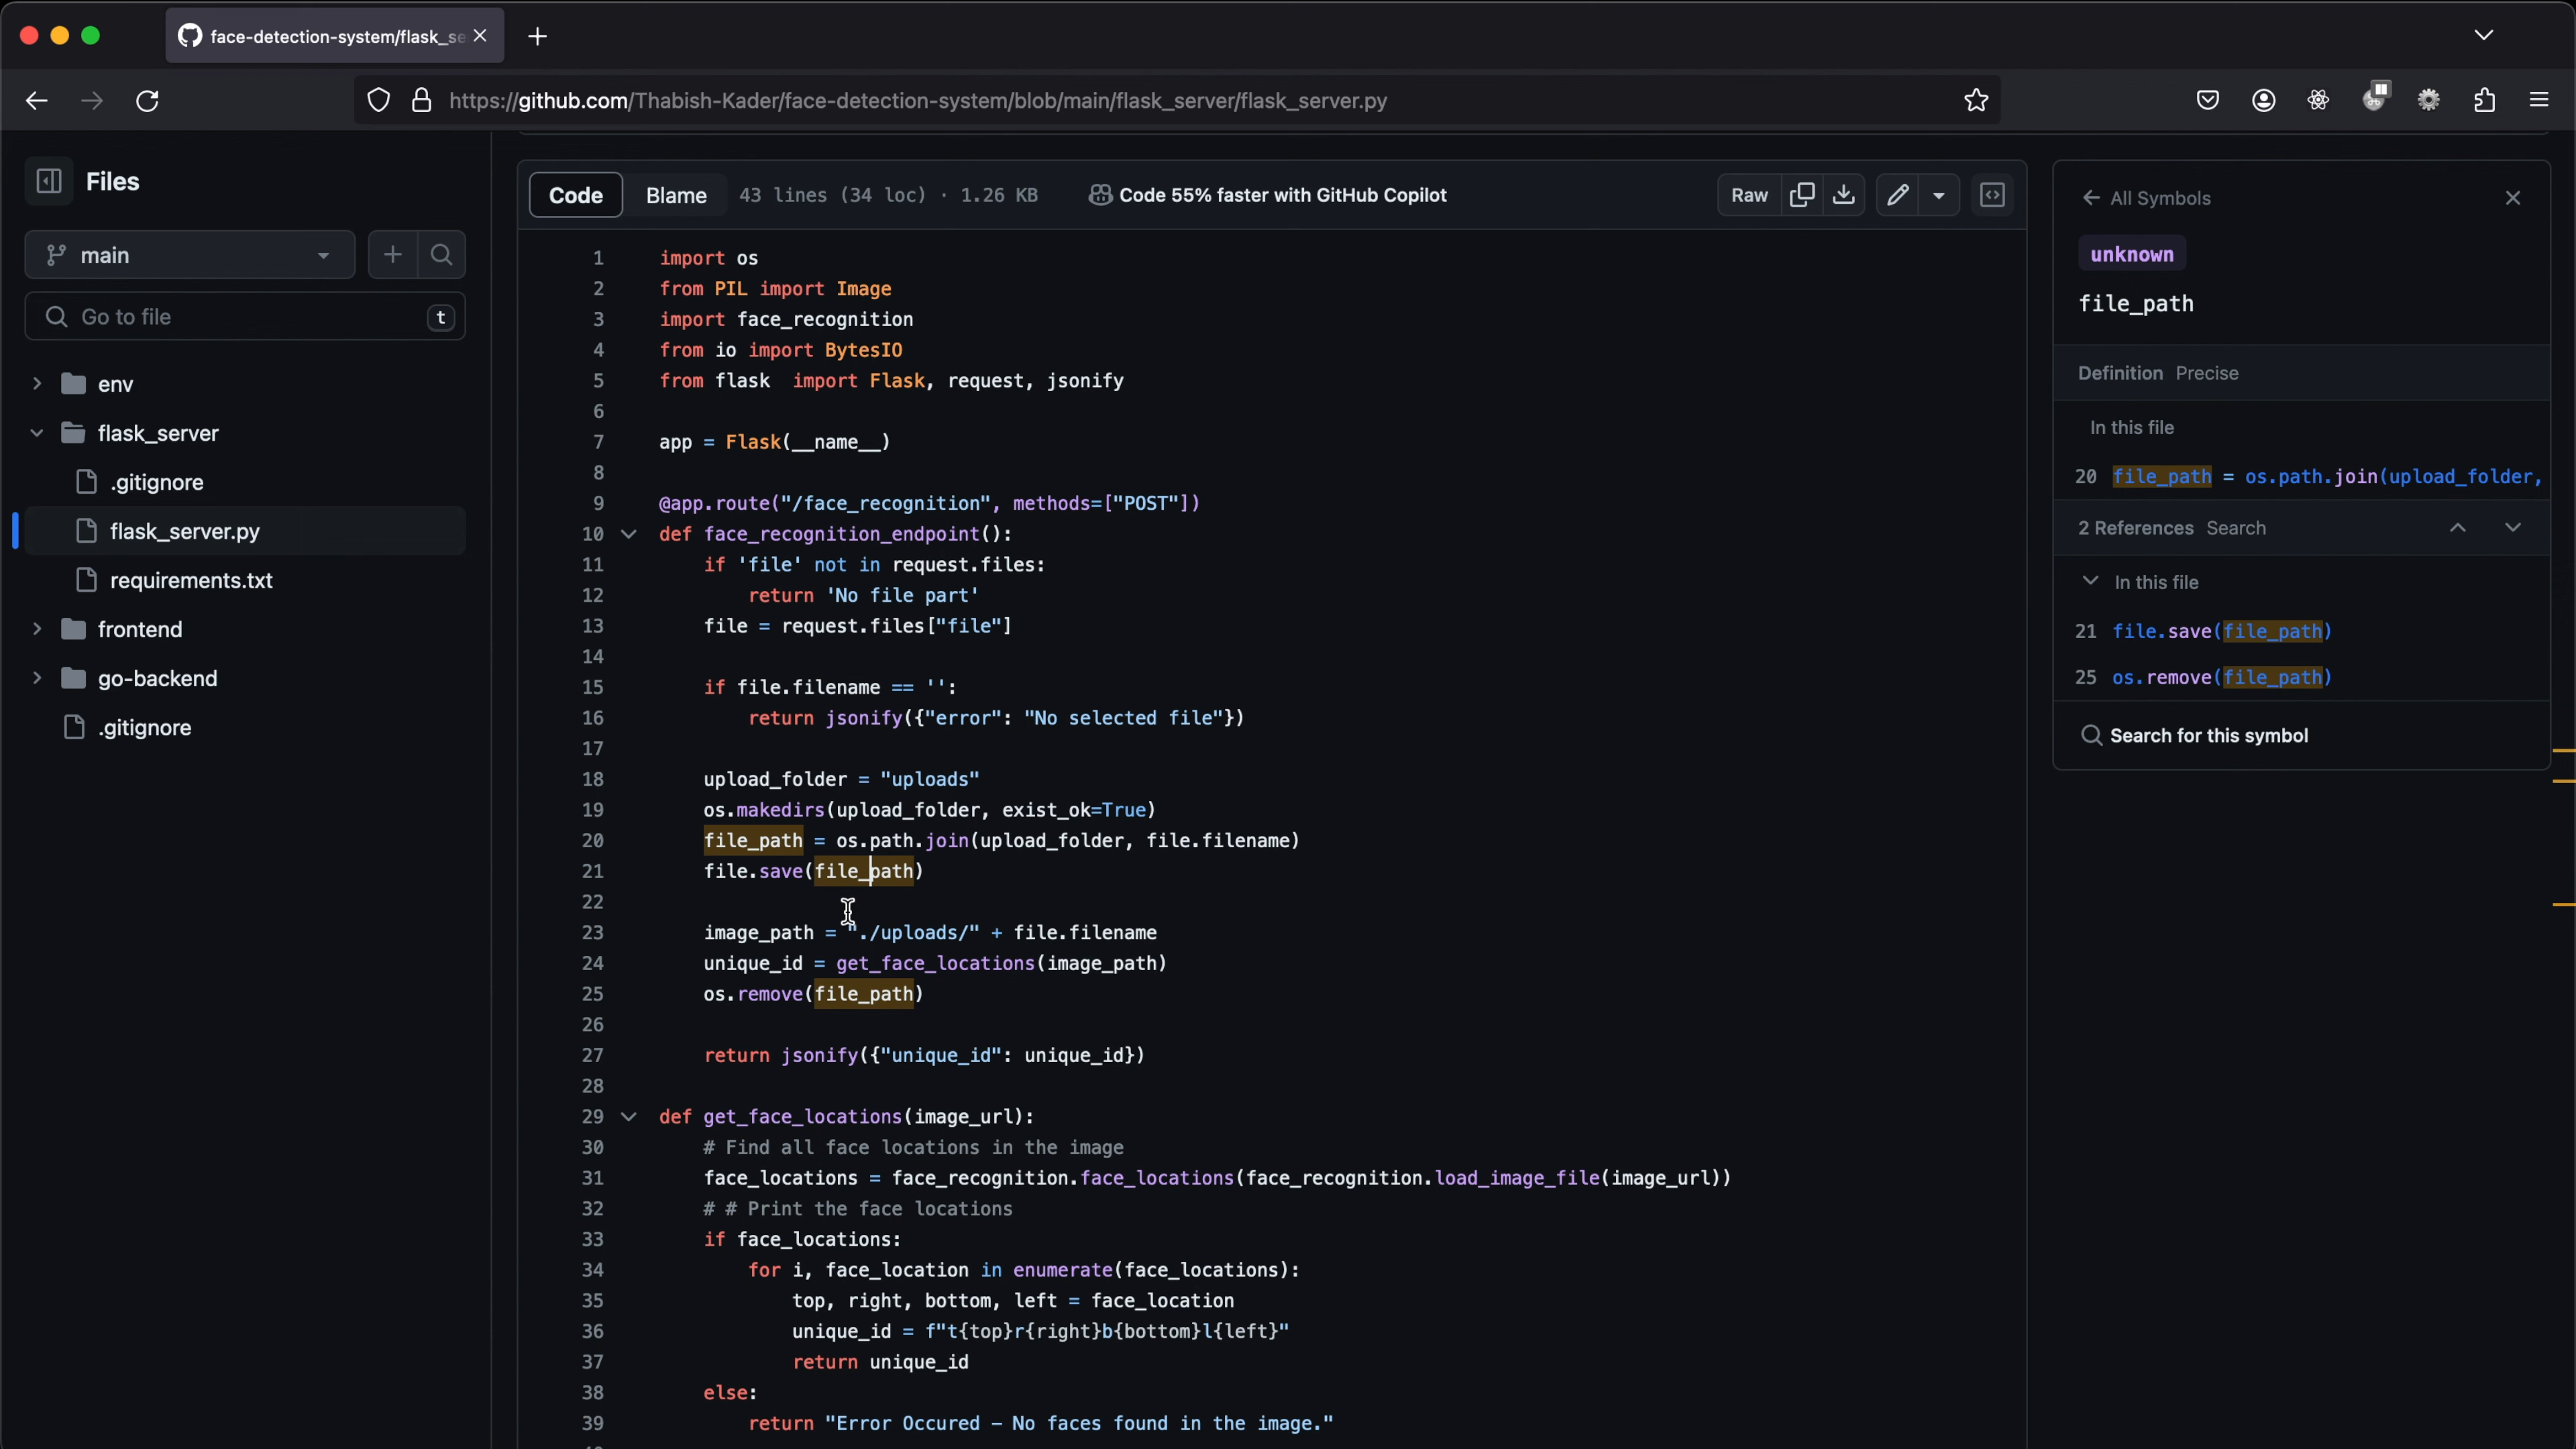 face-detection-system/flask_se
https://github.com/Thabish-Kader/face-detection-system/blob/main/flask_server/flask_server.py
Files
main
Go to file
t
env
flask_server
.gitignore
flask_server.py
requirements.txt
frontend
go-backend
.gitignore
Code Blame 43 lines (34 loc) · 1.26 KB Code 55% faster with GitHub Copilot Raw
1 import os
2 from PIL import Image
3 import face_recognition
4 from io import BytesIO
5 from flask  import Flask, request, jsonify
6
7 app = Flask(__name__)
8
9 @app.route("/face_recognition", methods=["POST"])
10 def face_recognition_endpoint():
11     if 'file' not in request.files:
12         return 'No file part'
13     file = request.files["file"]
14
15     if file.filename == '':
16         return jsonify({"error": "No selected file"})
17
18     upload_folder = "uploads"
19     os.makedirs(upload_folder, exist_ok=True)
20     file_path = os.path.join(upload_folder, file.filename)
21     file.save(file_path)
22
23     image_path = "./uploads/" + file.filename
24     unique_id = get_face_locations(image_path)
25     os.remove(file_path)
26
27     return jsonify({"unique_id": unique_id})
28
29 def get_face_locations(image_url):
30     # Find all face locations in the image
31     face_locations = face_recognition.face_locations(face_recognition.load_image_file(image_url))
32     # # Print the face locations
33     if face_locations:
34         for i, face_location in enumerate(face_locations):
35             top, right, bottom, left = face_location
36             unique_id = f"t{top}r{right}b{bottom}l{left}"
37             return unique_id
38     else:
39         return "Error Occured – No faces found in the image."
All Symbols
unknown
file_path
Definition Precise
In this file
20 file_path = os.path.join(upload_folder,
2 References Search
In this file
21 file.save(file_path)
25 os.remove(file_path)
Search for this symbol